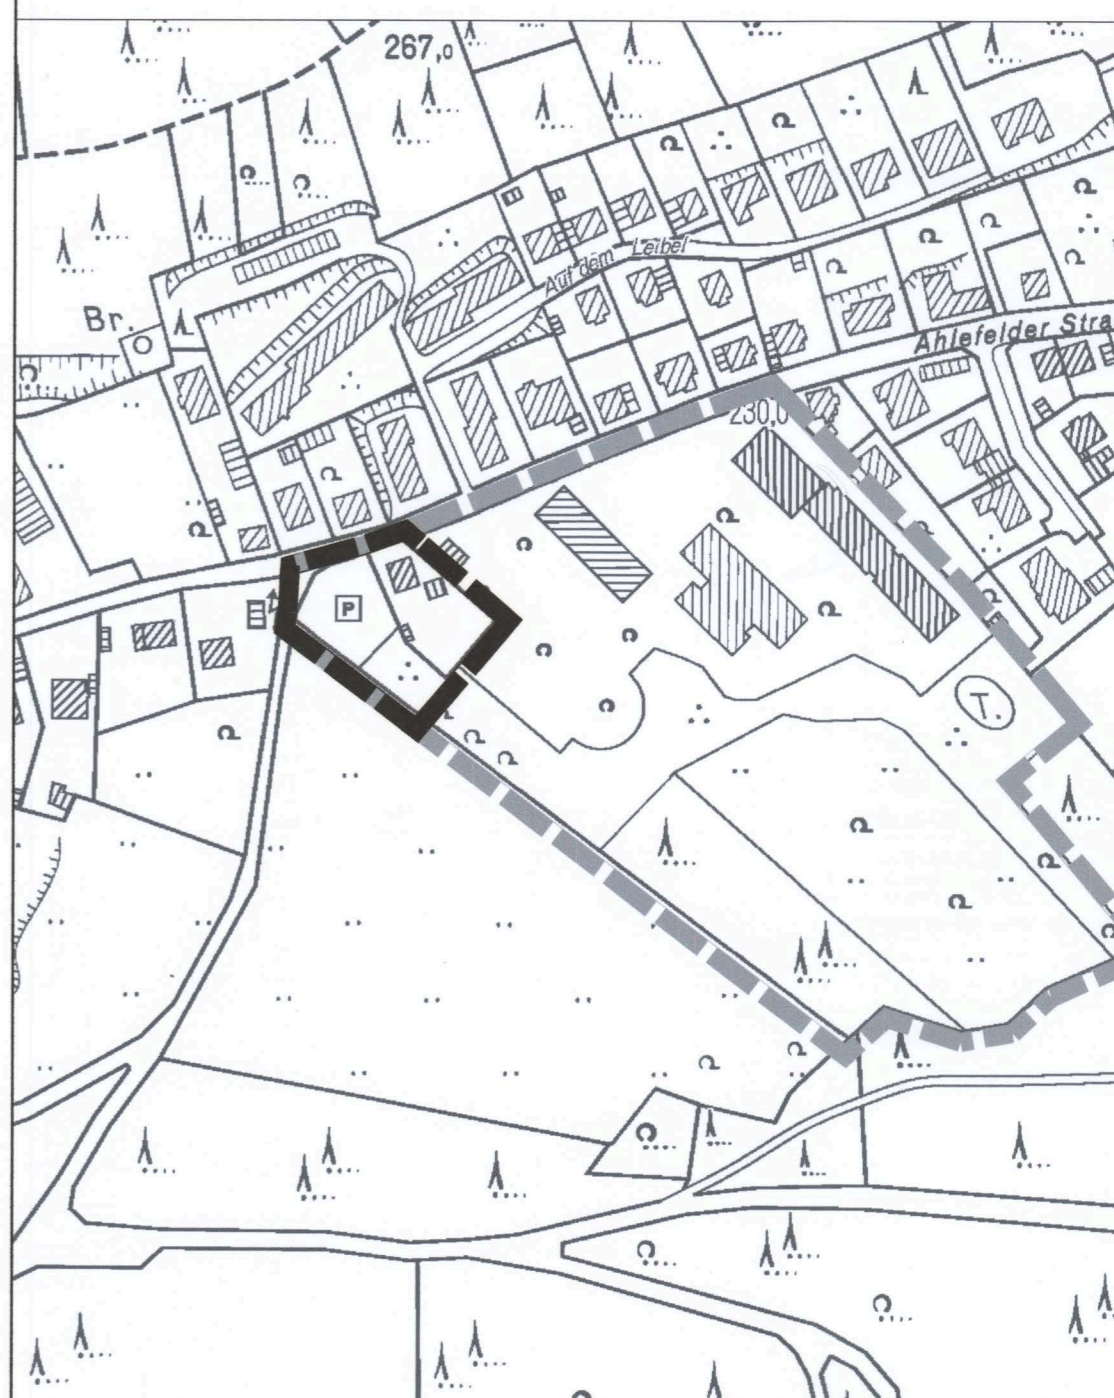 267,0
Auf dem Leibel
Br.
Ahlefelder Stra
230,0
P
T.